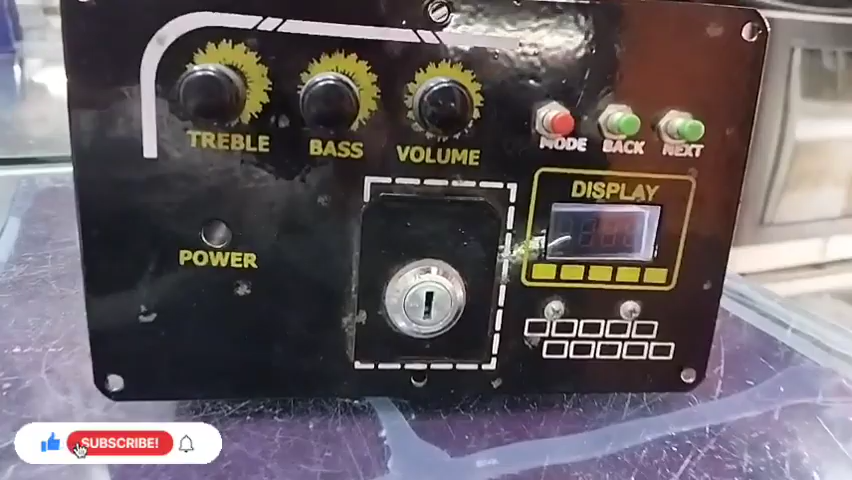 TREBLE
BASS
VOLUME
MODE
BACK
NEXT
DISPLAY
POWER
SUBSCRIBE!